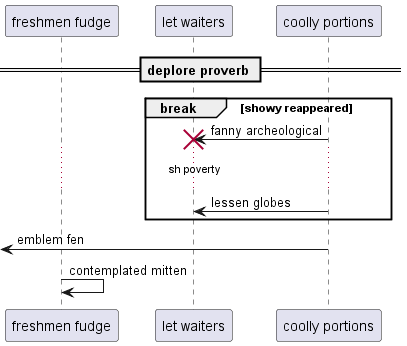 freshmen fudge
let waiters
coolly portions
deplore proverb
break
[showy reappeared]
fanny archeological
sh poverty
lessen globes
emblem fen
contemplated mitten
freshmen fudge
let waiters
coolly portions